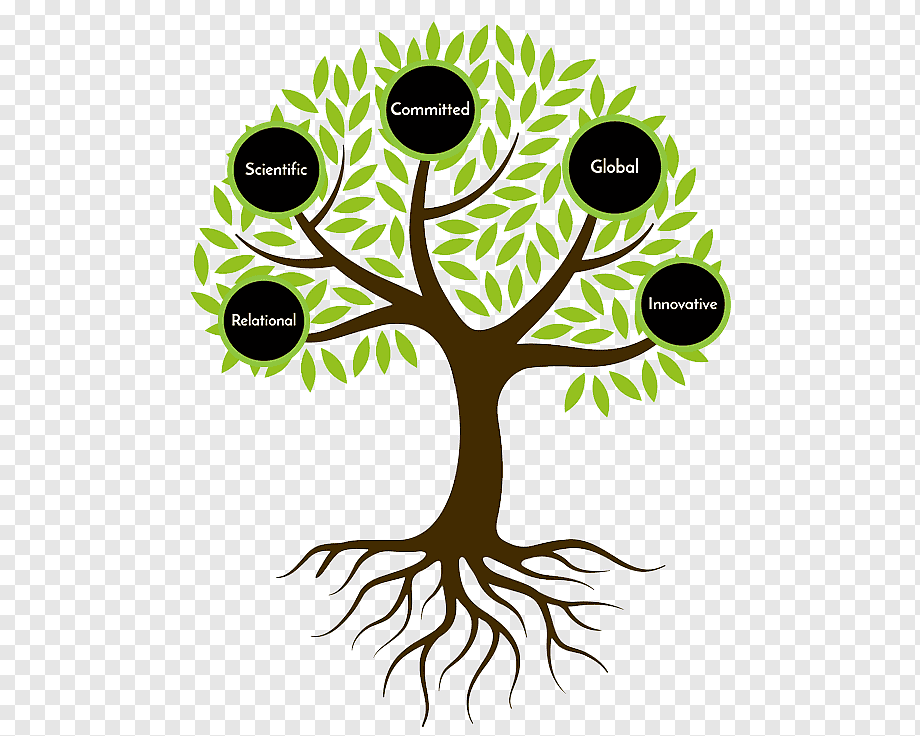 Committed
Scientific
Global
Relational
Innovative